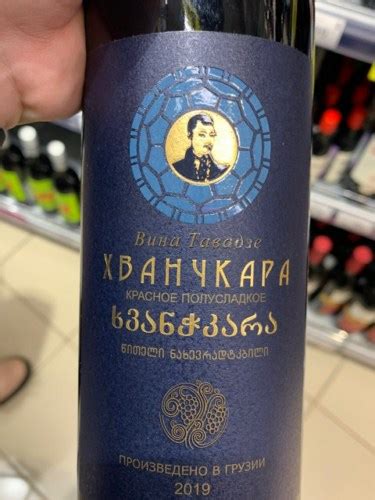 Вина Тавадзе
ХВАНЧКАРА
КРАСНОЕ ПОЛУСЛАДКОЕ
ხვანჭკარა
წითელი ნახევრადტკბილი
ПРОИЗВЕДЕНО В ГРУЗИИ
2019